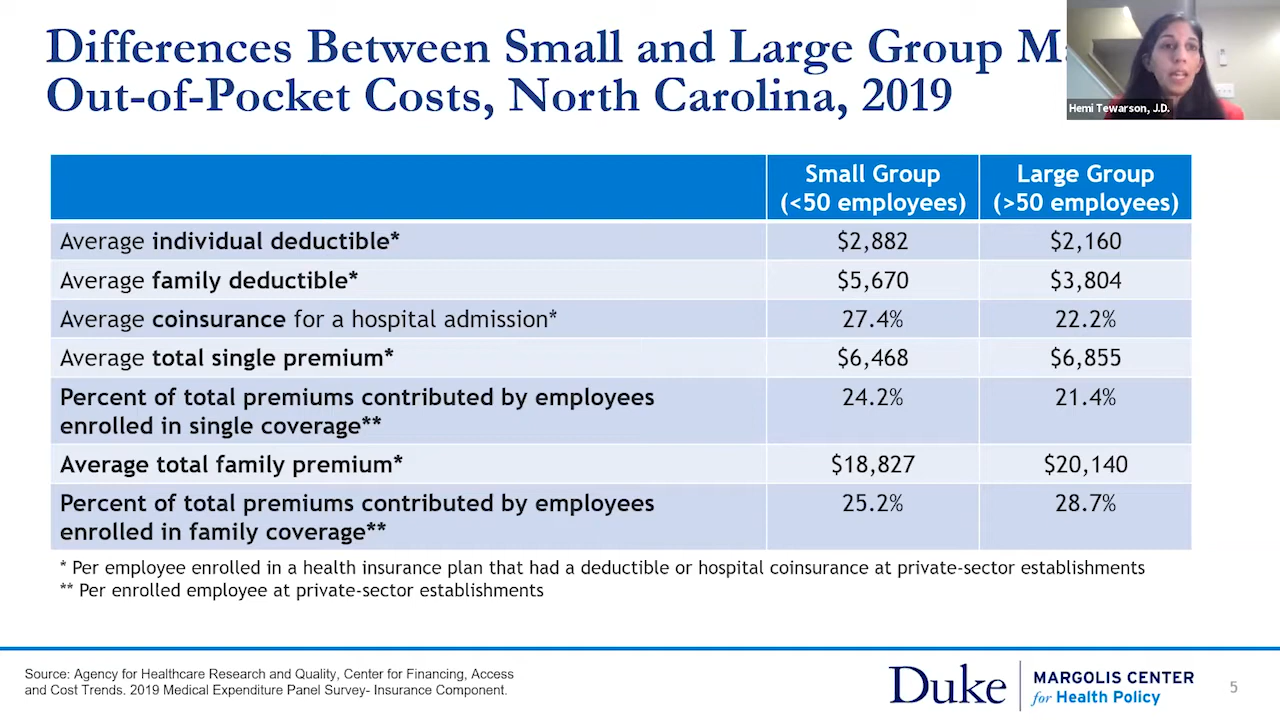 Differences Between Small and Large Group
Out-of-Pocket Costs, North Carolina, 2019
Hemi Tewarson, J.D.
Small Group Large Group
(<50 employees) (>50 employees)
Average individual deductible* $2,882 $2,160
Average family deductible* $5,670 $3,804
Average coinsurance for a hospital admission* 27.4% 22.2%
Average total single premium* $6,468 $6,855
Percent of total premiums contributed by employees 24.2% 21.4%
enrolled in single coverage**
Average total family premium* $18,827 $20,140
Percent of total premiums contributed by employees 25.2% 28.7%
enrolled in family coverage**
* Per employee enrolled in a health insurance plan that had a deductible or hospital coinsurance at private-sector establishments
** Per enrolled employee at private-sector establishments
Source: Agency for Healthcare Research and Quality, Center for Financing, Access
and Cost Trends. 2019 Medical Expenditure Panel Survey- Insurance Component.
Duke MARGOLIS CENTER
for Health Policy
5